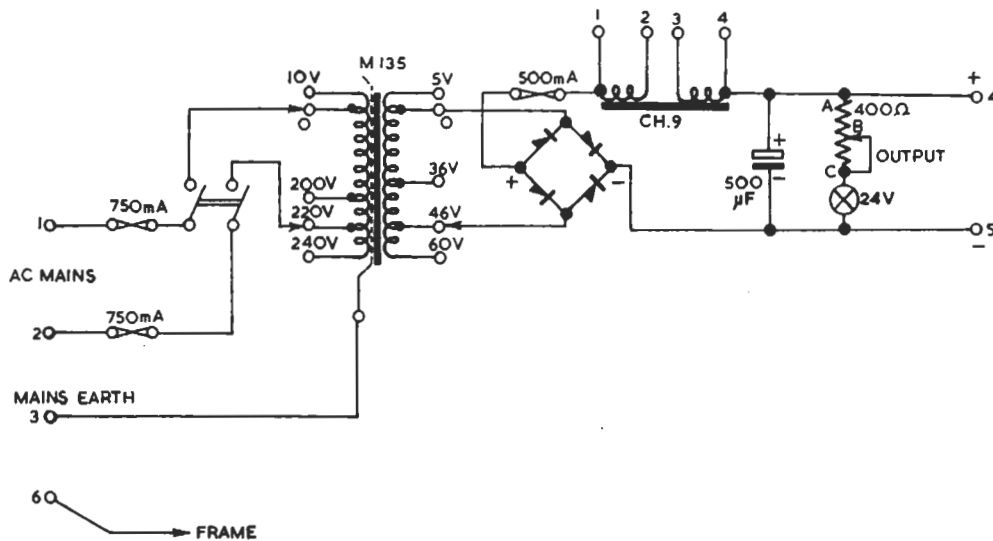 1 2 3 4
M135
10V
5V
500mA
O
O
CH.9
+
4
A
400Ω
B
OUTPUT
C
24V
+
500
µF
-
+
-
36V
200V
220V
240V
46V
60V
5
-
750mA
1
AC MAINS
750mA
2
MAINS EARTH
3
6
FRAME